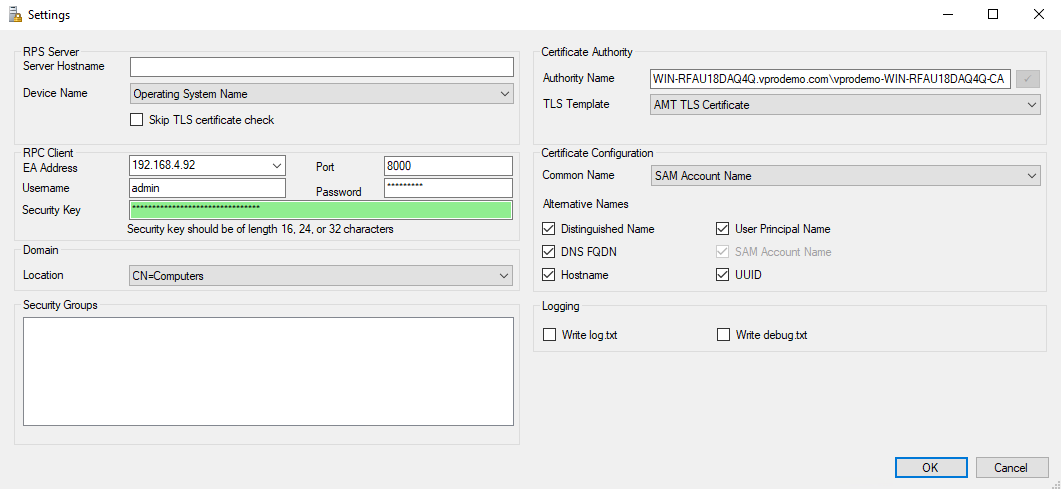 Settings
RPS Server
Server Hostname
Device Name
Operating System Name
Skip TLS certificate check
RPC Client
EA Address
192.168.4.92
Port
8000
Username
admin
Password
*********
Security Key
********************************
Security key should be of length 16, 24, or 32 characters
Domain
Location
CN=Computers
Security Groups
Certificate Authority
Authority Name
WIN-RFAU18DAQ4Q.vprodemo.com\vprodemo-WIN-RFAU18DAQ4Q-CA
TLS Template
AMT TLS Certificate
Certificate Configuration
Common Name
SAM Account Name
Alternative Names
Distinguished Name
User Principal Name
DNS FQDN
SAM Account Name
Hostname
UUID
Logging
Write log.txt
Write debug.txt
OK
Cancel